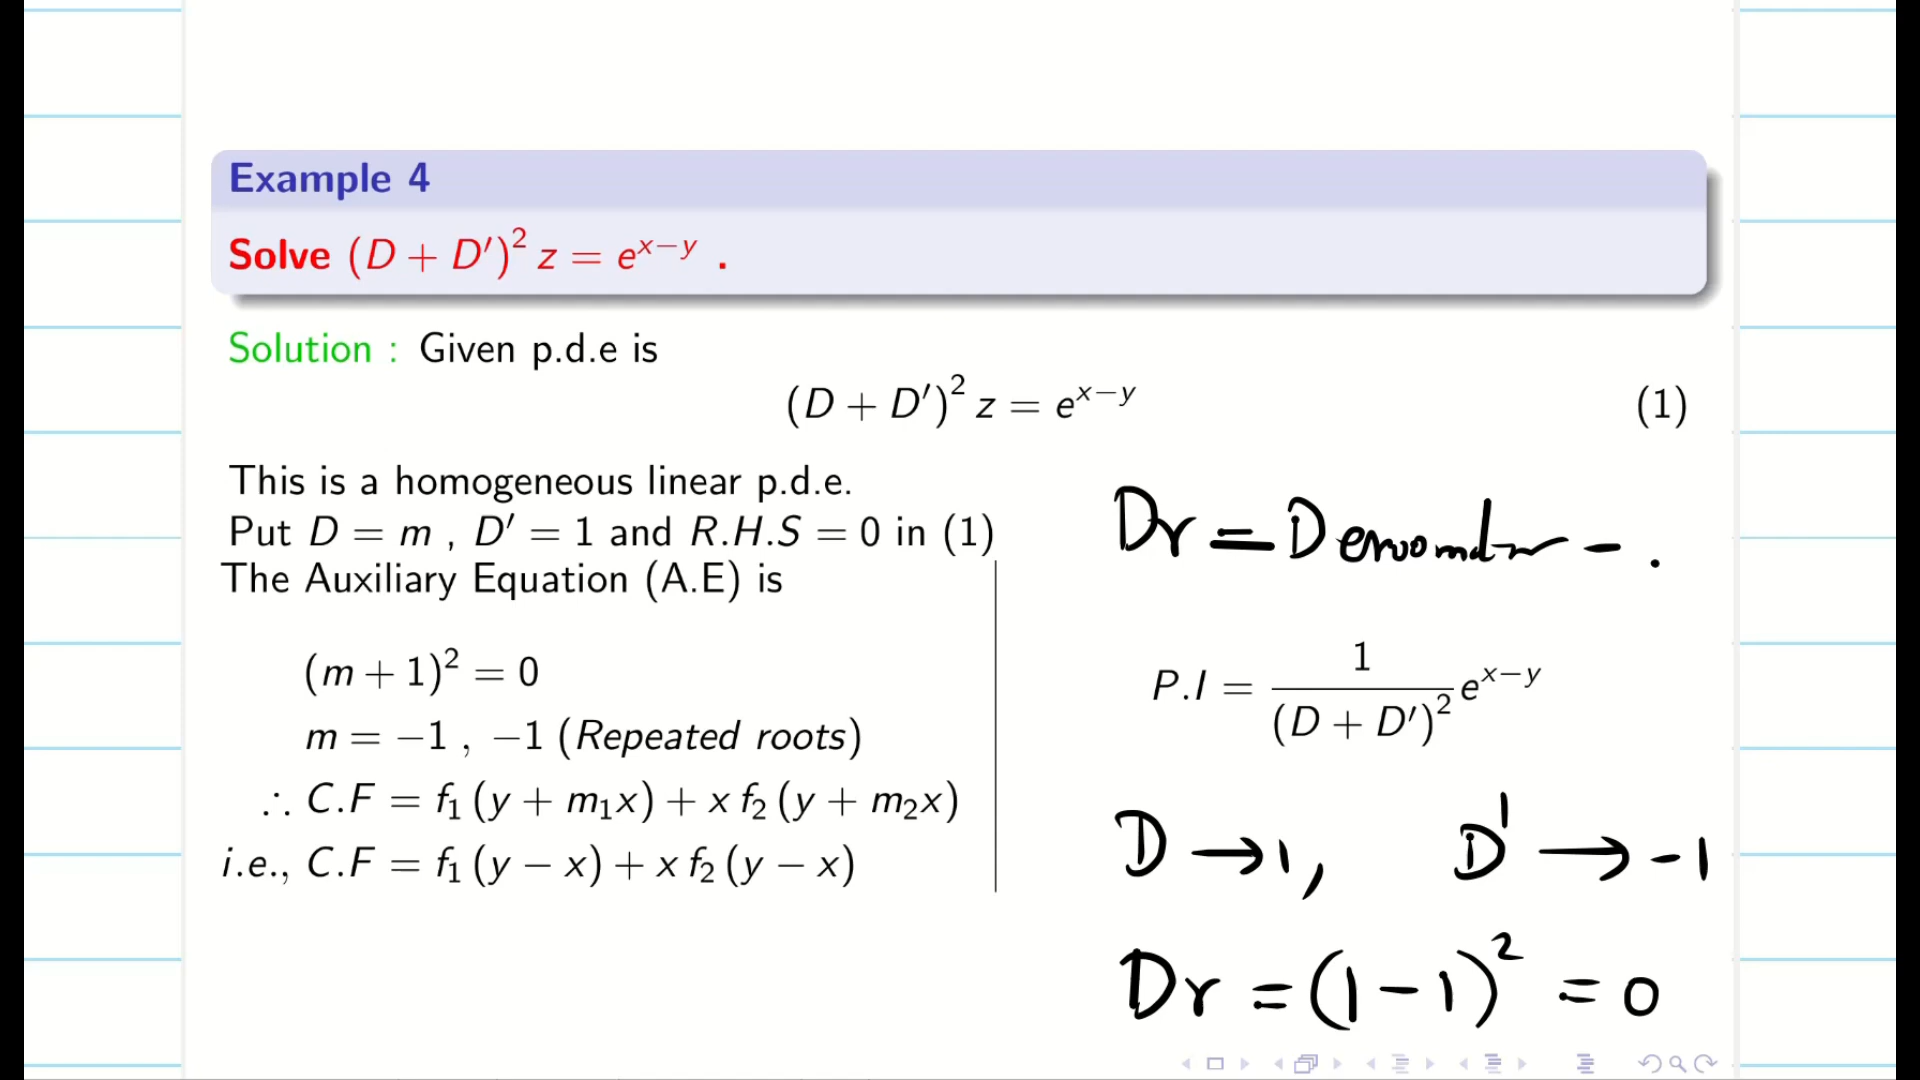 Example 4
Solve (D + D′)² z = e^{x−y} .
Solution : Given p.d.e is
(D + D′)² z = e^{x−y} (1)
This is a homogeneous linear p.d.e.
Put D = m , D′ = 1 and R.H.S = 0 in (1)
The Auxiliary Equation (A.E) is
(m + 1)² = 0
m = −1 , −1 (Repeated roots)
∴ C.F = f₁ (y + m₁x) + x f₂ (y + m₂x)
i.e., C.F = f₁ (y − x) + x f₂ (y − x)
Dr =
P.I = \frac{1}{(D + D′)²} e^{x−y}
D → 1, D′ → -1
Dr = (1 − 1)² = 0